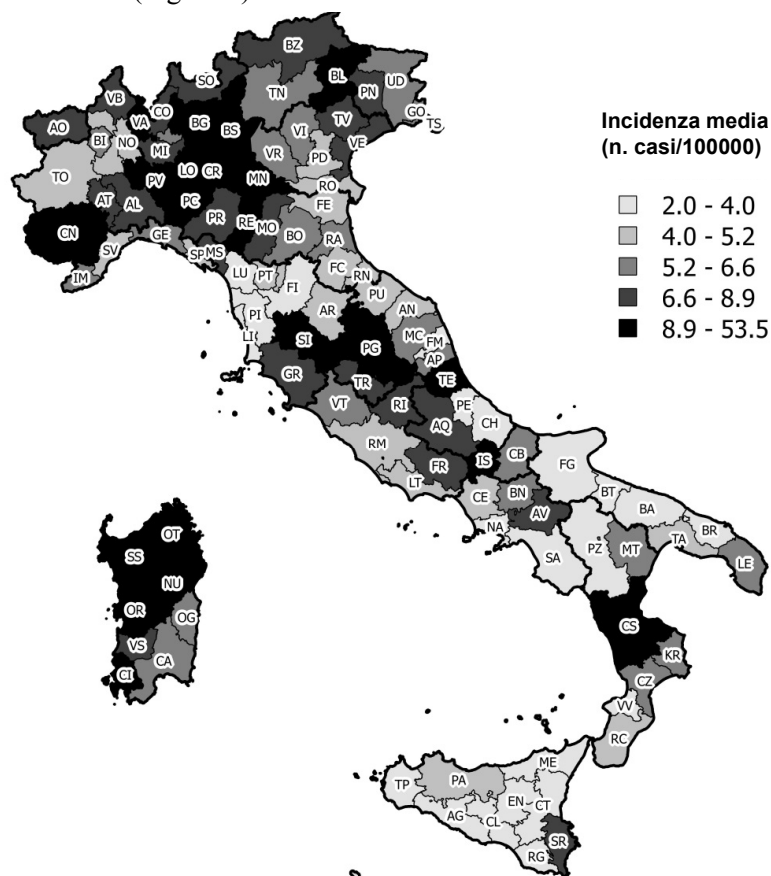 BZ
SO
BL
TN
UD
VB
PN
AO
CO
VA
BG
TV
GO
TS
BS
VI
BI
NO
MI
VE
VR
PD
TO
LO
CR
MN
PV
RO
AT
AL
PC
FE
PR
RE
MO
CN
GE
BO
RA
SV
SP
MS
FC
RN
IM
LU
PT
FI
PU
AR
AN
PI
MC
LI
SI
FM
PG
AP
GR
TR
TE
VT
RI
PE
AQ
CH
RM
FR
IS
CB
LT
FG
CE
BN
BT
AV
BA
NA
BR
PZ
MT
TA
SA
LE
OT
SS
NU
OR
OG
CS
VS
CA
KR
CI
CZ
VV
RC
ME
TP
PA
EN
CT
AG
CL
SR
RG
Incidenza media
(n. casi/100000)
2.0 - 4.0
4.0 - 5.2
5.2 - 6.6
6.6 - 8.9
8.9 - 53.5